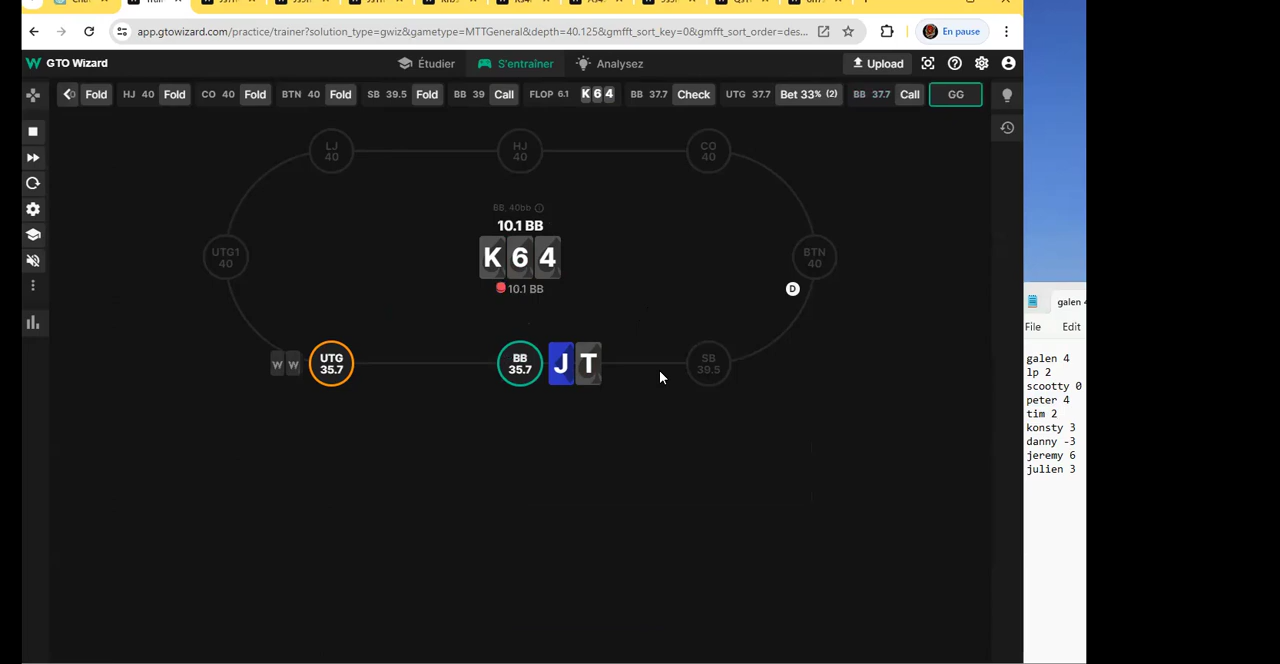 app.gtowizard.com/practice/trainer?solution_type=gwiz&gametype=MTTGeneral&depth=40.125&gmfft_sort_key=0&gmfft_sort_order=des...
En pause
GTO Wizard
Étudier
S'entraîner
Analysez
Upload
Fold HJ 40 Fold CO 40 Fold BTN 40 Fold SB 39.5 Fold BB 39 Call FLOP 6.1 K 6 4 BB 37.7 Check UTG 37.7 Bet 33% (2) BB 37.7 Call GG
LJ
40
HJ
40
CO
40
BB. 40bb
10.1 BB
K 6 4
10.1 BB
UTG1
40
BTN
40
D
W W
UTG
35.7
BB
35.7
J T
SB
39.5
galen 4
File Edit
galen 4
lp 2
scootty 0
peter 4
tim 2
konsty 3
danny -3
jeremy 6
julien 3